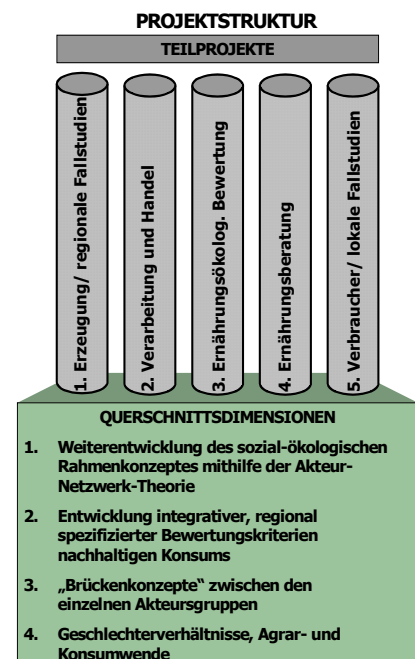 PROJEKTSTRUKTUR
TEILPROJEKTE
1. Erzeugung/ regionale Fallstudien
2. Verarbeitung und Handel
3. Ernährungsökolog. Bewertung
4. Ernährungsberatung
5. Verbraucher/ lokale Fallstudien
QUERSCHNITTSDIMENSIONEN
1. Weiterentwicklung des sozial-ökologischen
Rahmenkonzeptes mithilfe der Akteur-
Netzwerk-Theorie
2. Entwicklung integrativer, regional
spezifizierter Bewertungskriterien
nachhaltigen Konsums
3. „Brückenkonzepte“ zwischen den
einzelnen Akteursgruppen
4. Geschlechterverhältnisse, Agrar- und
Konsumwende